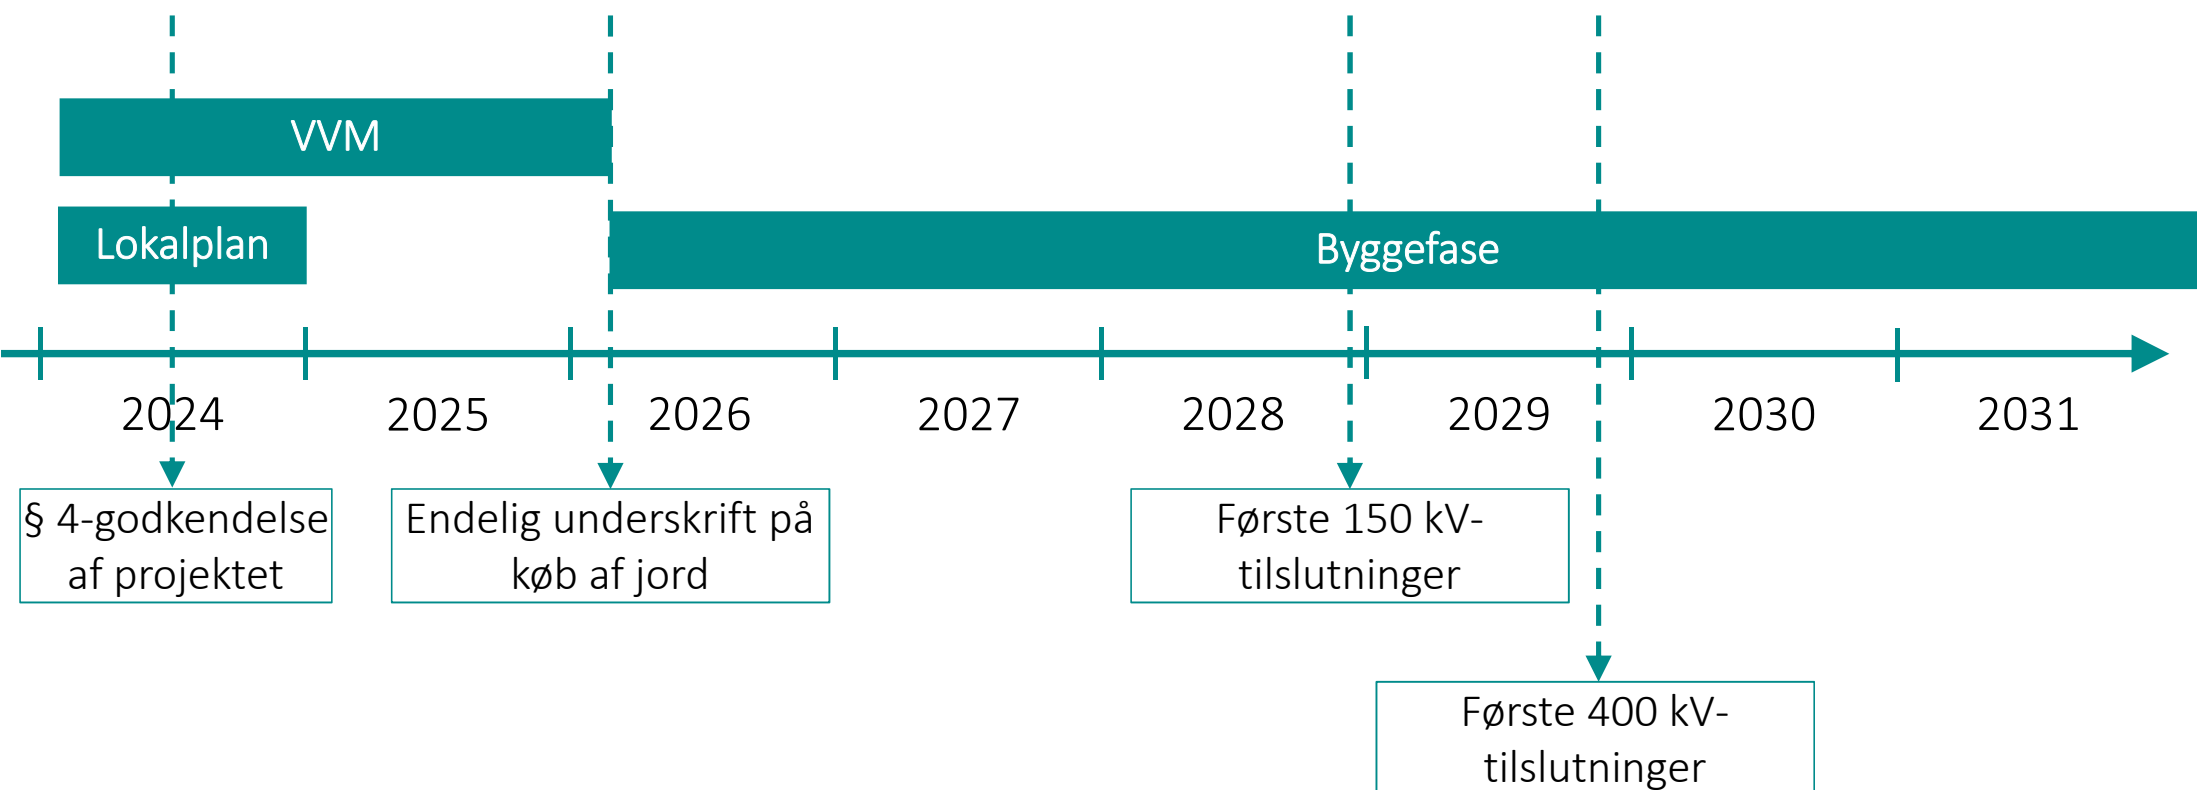 VVM
Lokalplan
Byggefase
2024
2025
2026
2027
2028
2029
2030
2031
§ 4-godkendelse
af projektet
Endelig underskrift på
køb af jord
Første 150 kV-
tilslutninger
Første 400 kV-
tilslutninger